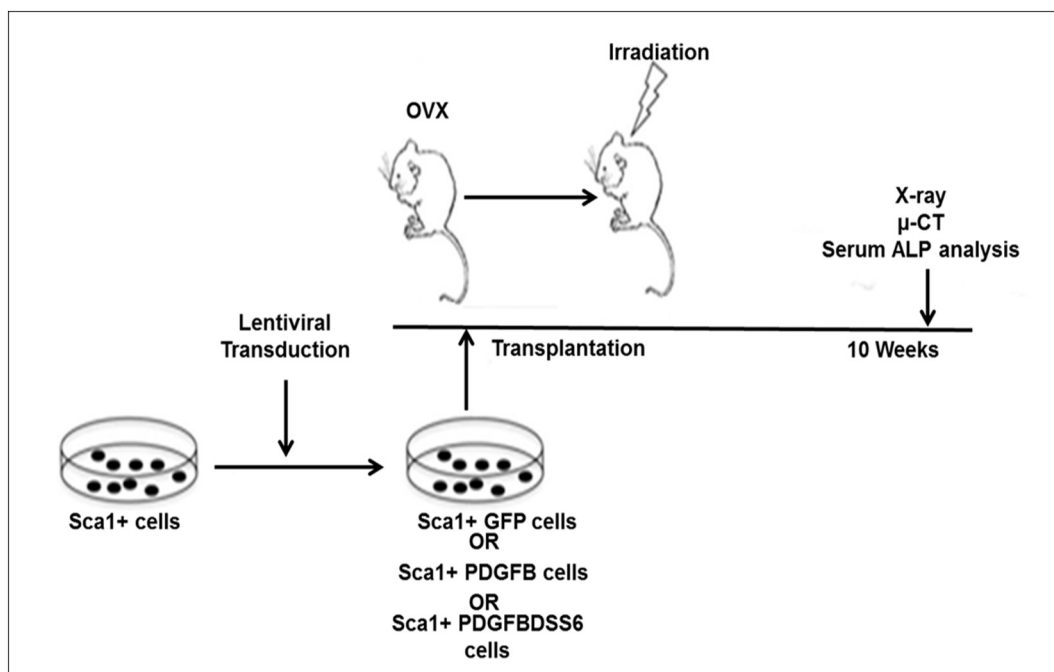 Irradiation
OVX
X-ray
µ-CT
Serum ALP analysis
Lentiviral
Transduction
Transplantation
10 Weeks
Sca1+ cells
Sca1+ GFP cells
OR
Sca1+ PDGFB cells
OR
Sca1+ PDGFBDSS6
cells